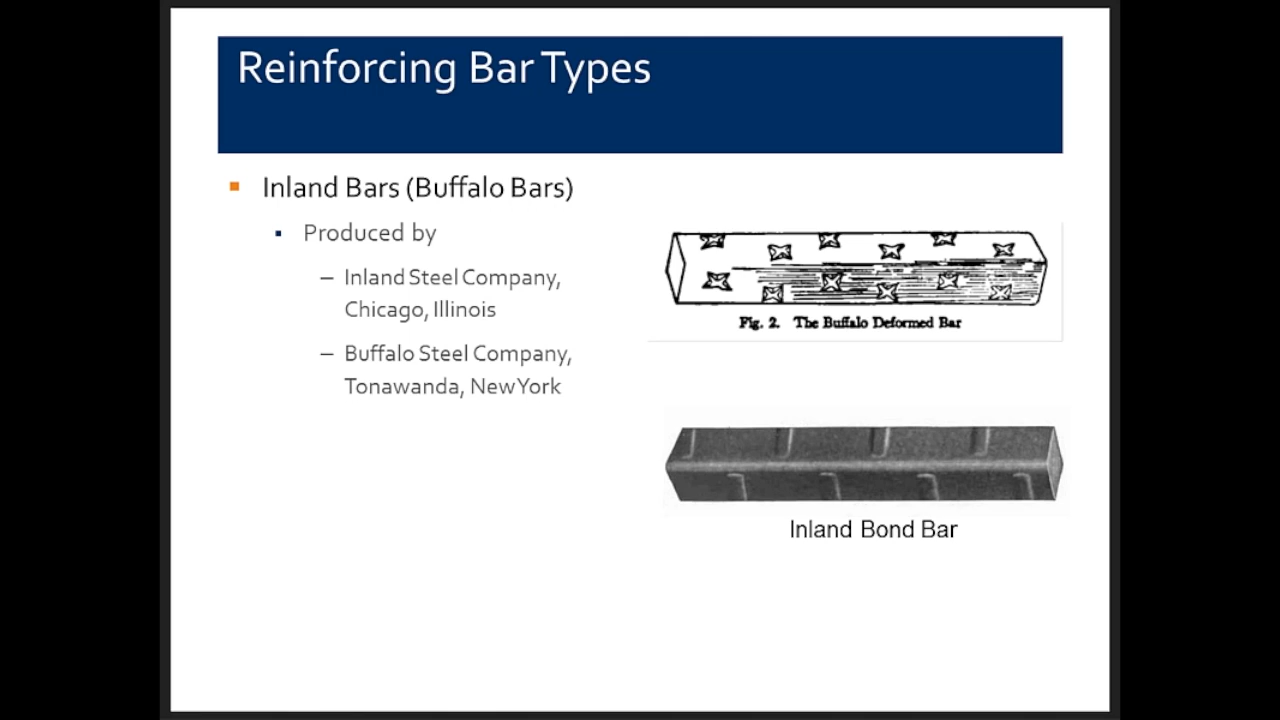 Reinforcing Bar Types
Inland Bars (Buffalo Bars)
Produced by
– Inland Steel Company,
Chicago, Illinois
– Buffalo Steel Company,
Tonawanda, New York
Fig. 2. The Buffalo Deformed Bar
Inland Bond Bar